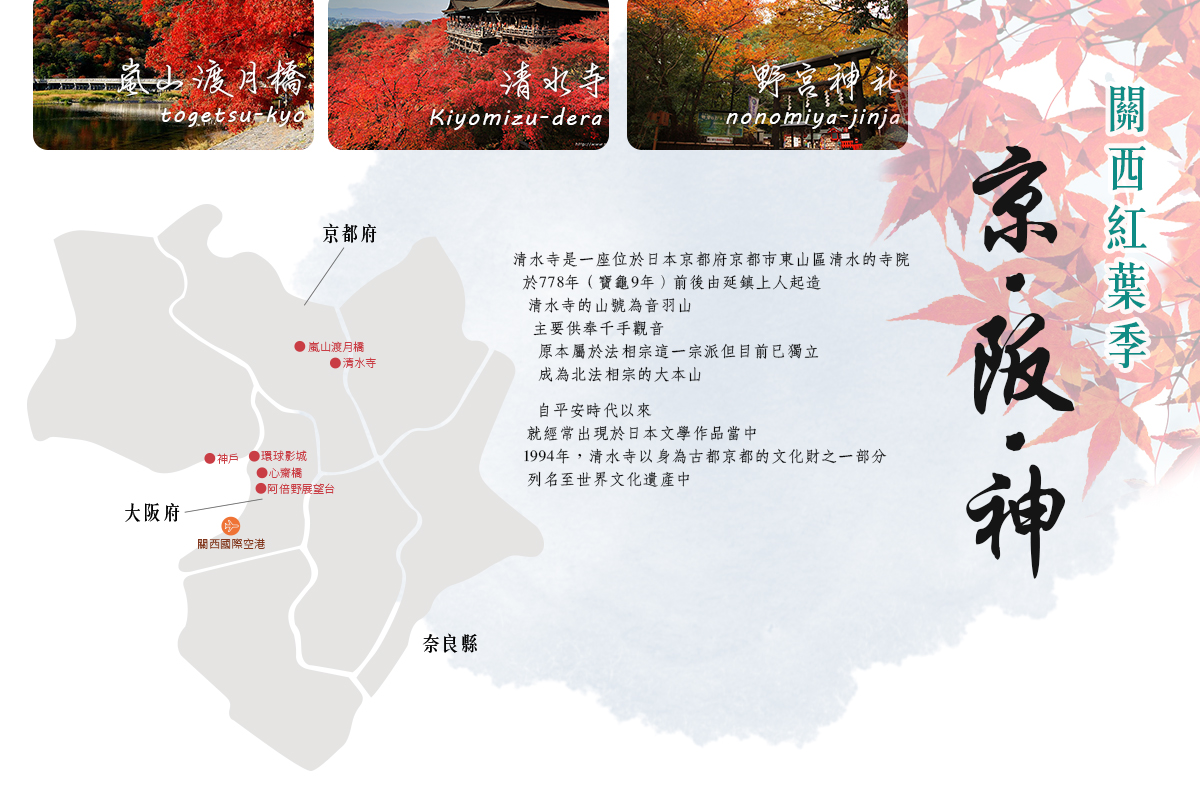 嵐山渡月橋
togetsu-kyo
清水寺
Kiyomizu-dera
野宮神社
nonomiya-jinja
關西紅葉季
京・阪・神
京都府
嵐山渡月橋
清水寺
神戶
環球影城
心齋橋
阿倍野展望台
大阪府
關西國際空港
奈良縣
清水寺是一座位於日本京都府京都市東山區清水的寺院
於778年（寶龜9年）前後由延鎮上人起造
清水寺的山號為音羽山
主要供奉千手觀音
原本屬於法相宗這一宗派但目前已獨立
成為北法相宗的大本山
自平安時代以來
就經常出現於日本文學作品當中
1994年，清水寺以身為古都京都的文化財之一部分
列名至世界文化遺產中